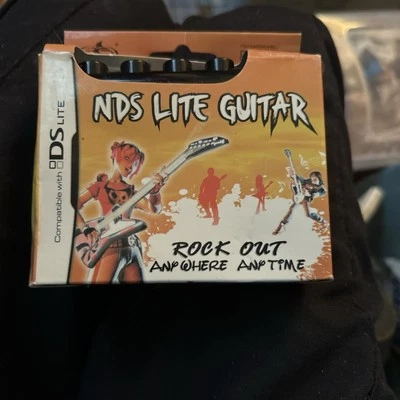 NDS LITE GUITAR
Compatible with DS LITE
ROCK OUT
ANYWHERE ANYTIME